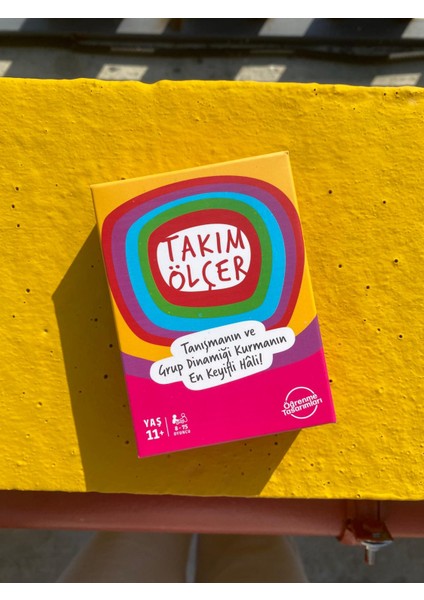 TAKIM
ÖLÇER
Tanışmanın ve
Grup Dinamiği Kurmanın
En Keyifli Hâli!
YAŞ
11+
Öğrenme
Tasarımları